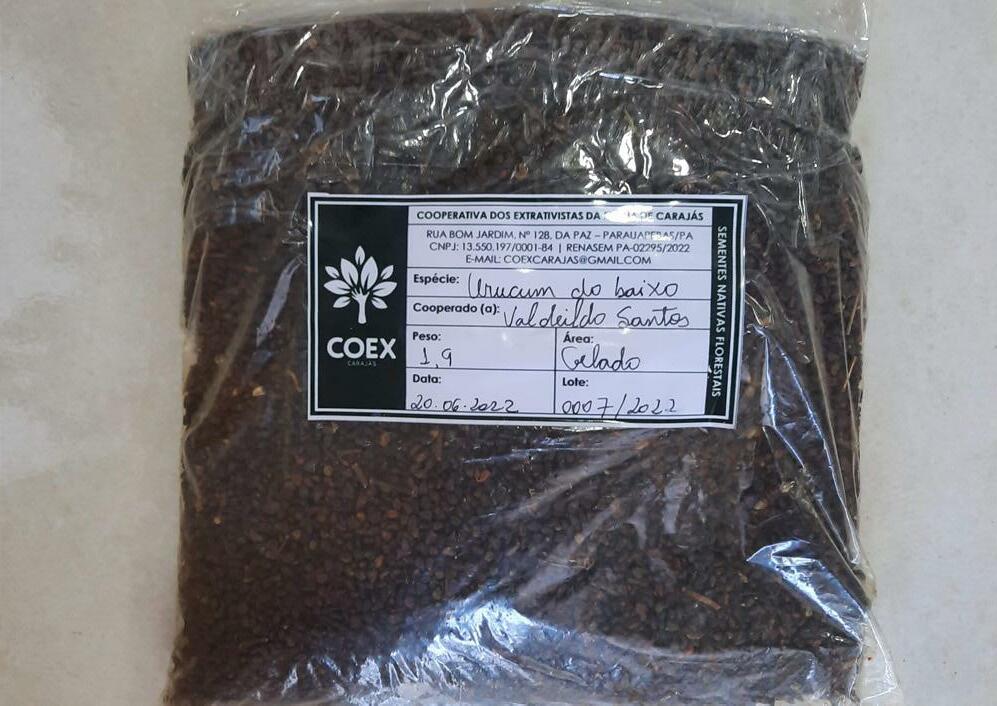 COOPERATIVA DOS EXTRATIVISTAS DA DE CARAJÁS
RUA BOM JARDIM, Nº 128, DA PAZ – PARAUAPEBAS/PA
CNPJ: 13.550.197/0001-84 | RENASEM PA-02295/2022
E-MAIL: COEXCARAJAS@GMAIL.COM
Espécie: Urucum do baixo
Cooperado (a): Valdeildo Santos
Peso: 1,9
Área: Gelado
Data: 20.06.2022
Lote: 0007/2022
COEX
CARAJÁS
SEMENTES NATIVAS FLORESTAIS